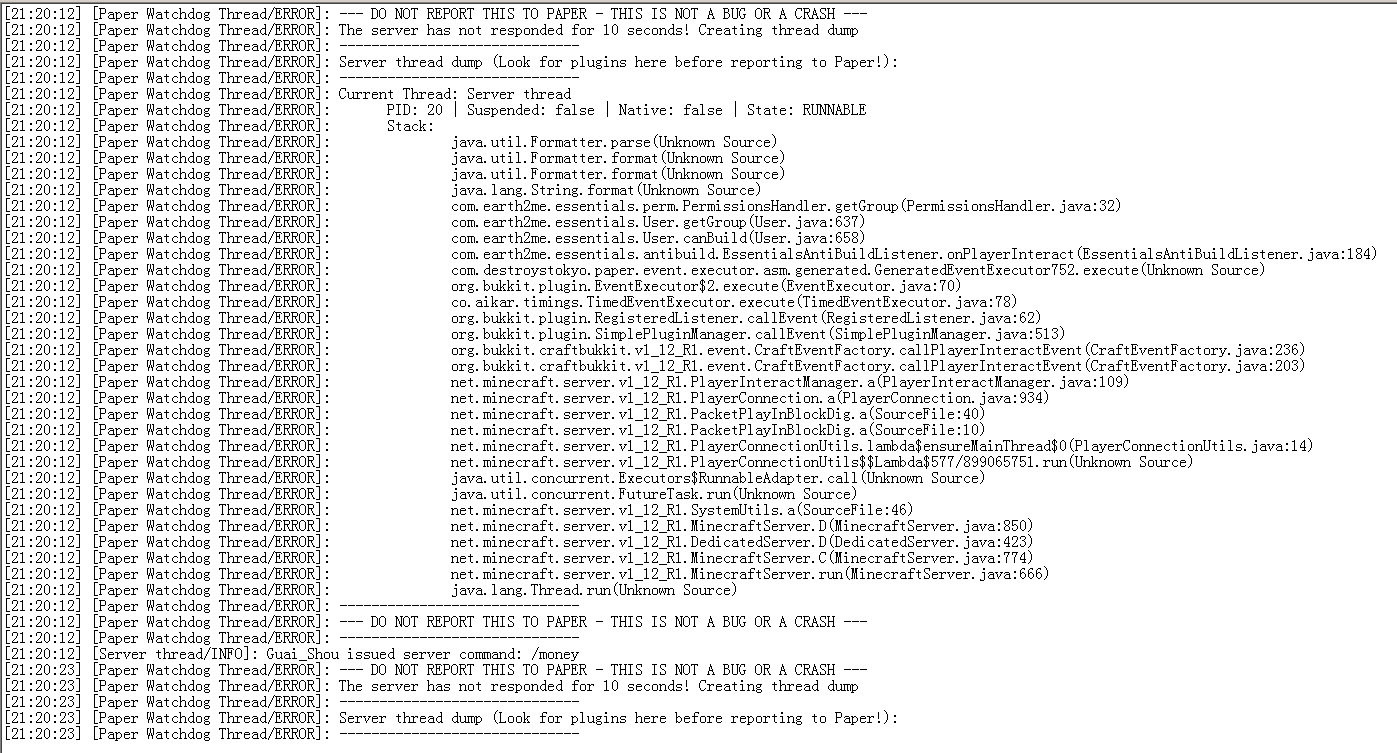 [21:20:12] [Paper Watchdog Thread/ERROR]: --- DO NOT REPORT THIS TO PAPER - THIS IS NOT A BUG OR A CRASH ---
[21:20:12] [Paper Watchdog Thread/ERROR]: The server has not responded for 10 seconds! Creating thread dump
[21:20:12] [Paper Watchdog Thread/ERROR]: ------------------------------
[21:20:12] [Paper Watchdog Thread/ERROR]: Server thread dump (Look for plugins here before reporting to Paper!):
[21:20:12] [Paper Watchdog Thread/ERROR]: ------------------------------
[21:20:12] [Paper Watchdog Thread/ERROR]: Current Thread: Server thread
[21:20:12] [Paper Watchdog Thread/ERROR]: PID: 20 | Suspended: false | Native: false | State: RUNNABLE
[21:20:12] [Paper Watchdog Thread/ERROR]: Stack:
[21:20:12] [Paper Watchdog Thread/ERROR]: java.util.Formatter.parse(Unknown Source)
[21:20:12] [Paper Watchdog Thread/ERROR]: java.util.Formatter.format(Unknown Source)
[21:20:12] [Paper Watchdog Thread/ERROR]: java.util.Formatter.format(Unknown Source)
[21:20:12] [Paper Watchdog Thread/ERROR]: java.lang.String.format(Unknown Source)
[21:20:12] [Paper Watchdog Thread/ERROR]: com.earth2me.essentials.perm.PermissionsHandler.getGroup(PermissionsHandler.java:32)
[21:20:12] [Paper Watchdog Thread/ERROR]: com.earth2me.essentials.User.getGroup(User.java:637)
[21:20:12] [Paper Watchdog Thread/ERROR]: com.earth2me.essentials.User.canBuild(User.java:658)
[21:20:12] [Paper Watchdog Thread/ERROR]: com.earth2me.essentials.antibuild.EssentialsAntiBuildListener.onPlayerInteract(EssentialsAntiBuildListener.java:184)
[21:20:12] [Paper Watchdog Thread/ERROR]: com.destroystokyo.paper.event.executor.asm.generated.GeneratedEventExecutor752.execute(Unknown Source)
[21:20:12] [Paper Watchdog Thread/ERROR]: org.bukkit.plugin.EventExecutor$2.execute(EventExecutor.java:70)
[21:20:12] [Paper Watchdog Thread/ERROR]: co.aikar.timings.TimedEventExecutor.execute(TimedEventExecutor.java:78)
[21:20:12] [Paper Watchdog Thread/ERROR]: org.bukkit.plugin.RegisteredListener.callEvent(RegisteredListener.java:62)
[21:20:12] [Paper Watchdog Thread/ERROR]: org.bukkit.plugin.SimplePluginManager.callEvent(SimplePluginManager.java:513)
[21:20:12] [Paper Watchdog Thread/ERROR]: org.bukkit.craftbukkit.v1_12_R1.event.CraftEventFactory.callPlayerInteractEvent(CraftEventFactory.java:236)
[21:20:12] [Paper Watchdog Thread/ERROR]: org.bukkit.craftbukkit.v1_12_R1.event.CraftEventFactory.callPlayerInteractEvent(CraftEventFactory.java:203)
[21:20:12] [Paper Watchdog Thread/ERROR]: net.minecraft.server.v1_12_R1.PlayerInteractManager.a(PlayerInteractManager.java:109)
[21:20:12] [Paper Watchdog Thread/ERROR]: net.minecraft.server.v1_12_R1.PlayerConnection.a(PlayerConnection.java:934)
[21:20:12] [Paper Watchdog Thread/ERROR]: net.minecraft.server.v1_12_R1.PacketPlayInBlockDig.a(SourceFile:40)
[21:20:12] [Paper Watchdog Thread/ERROR]: net.minecraft.server.v1_12_R1.PacketPlayInBlockDig.a(SourceFile:10)
[21:20:12] [Paper Watchdog Thread/ERROR]: net.minecraft.server.v1_12_R1.PlayerConnectionUtils.lambda$ensureMainThread$0(PlayerConnectionUtils.java:14)
[21:20:12] [Paper Watchdog Thread/ERROR]: net.minecraft.server.v1_12_R1.PlayerConnectionUtils$$Lambda$577/899065751.run(Unknown Source)
[21:20:12] [Paper Watchdog Thread/ERROR]: java.util.concurrent.Executors$RunnableAdapter.call(Unknown Source)
[21:20:12] [Paper Watchdog Thread/ERROR]: java.util.concurrent.FutureTask.run(Unknown Source)
[21:20:12] [Paper Watchdog Thread/ERROR]: net.minecraft.server.v1_12_R1.SystemUtils.a(SourceFile:46)
[21:20:12] [Paper Watchdog Thread/ERROR]: net.minecraft.server.v1_12_R1.MinecraftServer.D(MinecraftServer.java:850)
[21:20:12] [Paper Watchdog Thread/ERROR]: net.minecraft.server.v1_12_R1.DedicatedServer.D(DedicatedServer.java:423)
[21:20:12] [Paper Watchdog Thread/ERROR]: net.minecraft.server.v1_12_R1.MinecraftServer.C(MinecraftServer.java:774)
[21:20:12] [Paper Watchdog Thread/ERROR]: net.minecraft.server.v1_12_R1.MinecraftServer.run(MinecraftServer.java:666)
[21:20:12] [Paper Watchdog Thread/ERROR]: java.lang.Thread.run(Unknown Source)
[21:20:12] [Paper Watchdog Thread/ERROR]: ------------------------------
[21:20:12] [Paper Watchdog Thread/ERROR]: --- DO NOT REPORT THIS TO PAPER - THIS IS NOT A BUG OR A CRASH ---
[21:20:12] [Paper Watchdog Thread/ERROR]: ------------------------------
[21:20:12] [Server thread/INFO]: Guai_Shou issued server command: /money
[21:20:23] [Paper Watchdog Thread/ERROR]: --- DO NOT REPORT THIS TO PAPER - THIS IS NOT A BUG OR A CRASH ---
[21:20:23] [Paper Watchdog Thread/ERROR]: The server has not responded for 10 seconds! Creating thread dump
[21:20:23] [Paper Watchdog Thread/ERROR]: ------------------------------
[21:20:23] [Paper Watchdog Thread/ERROR]: Server thread dump (Look for plugins here before reporting to Paper!):
[21:20:23] [Paper Watchdog Thread/ERROR]: ------------------------------